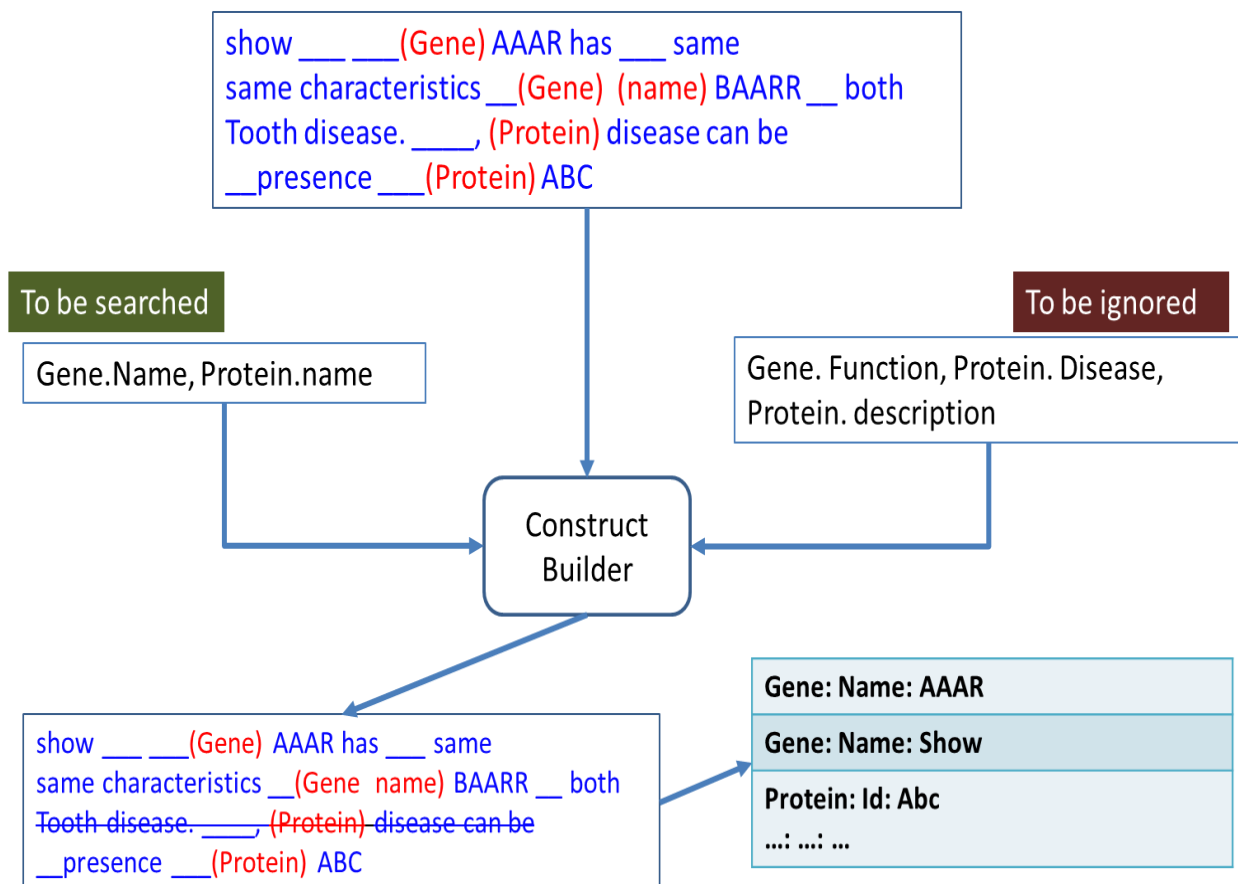 show ___ ___(Gene) AAAR has ___ same
same characteristics __(Gene) (name) BAARR __ both
Tooth disease. ____, (Protein) disease can be
__presence ___(Protein) ABC
To be searched
Gene.Name, Protein.name
To be ignored
Gene. Function, Protein. Disease,
Protein. description
Construct
Builder
show ___ ___(Gene) AAAR has ___ same
same characteristics __(Gene name) BAARR __ both
Tooth disease. ____, (Protein) disease can be
__presence ___(Protein) ABC
Gene: Name: AAAR
Gene: Name: Show
Protein: Id: Abc
...: ...: ...